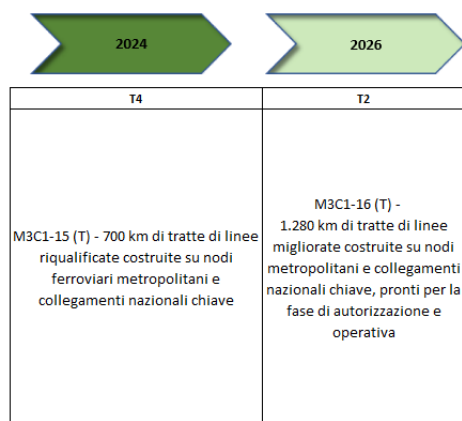 2024
2026
T4
T2
M3C1-15 (T) - 700 km di tratte di linee
riqualificate costruite su nodi
ferroviari metropolitani e
collegamenti nazionali chiave
M3C1-16 (T) -
1.280 km di tratte di linee
migliorate costruite su nodi
metropolitani e collegamenti
nazionali chiave, pronti per la
fase di autorizzazione e
operativa